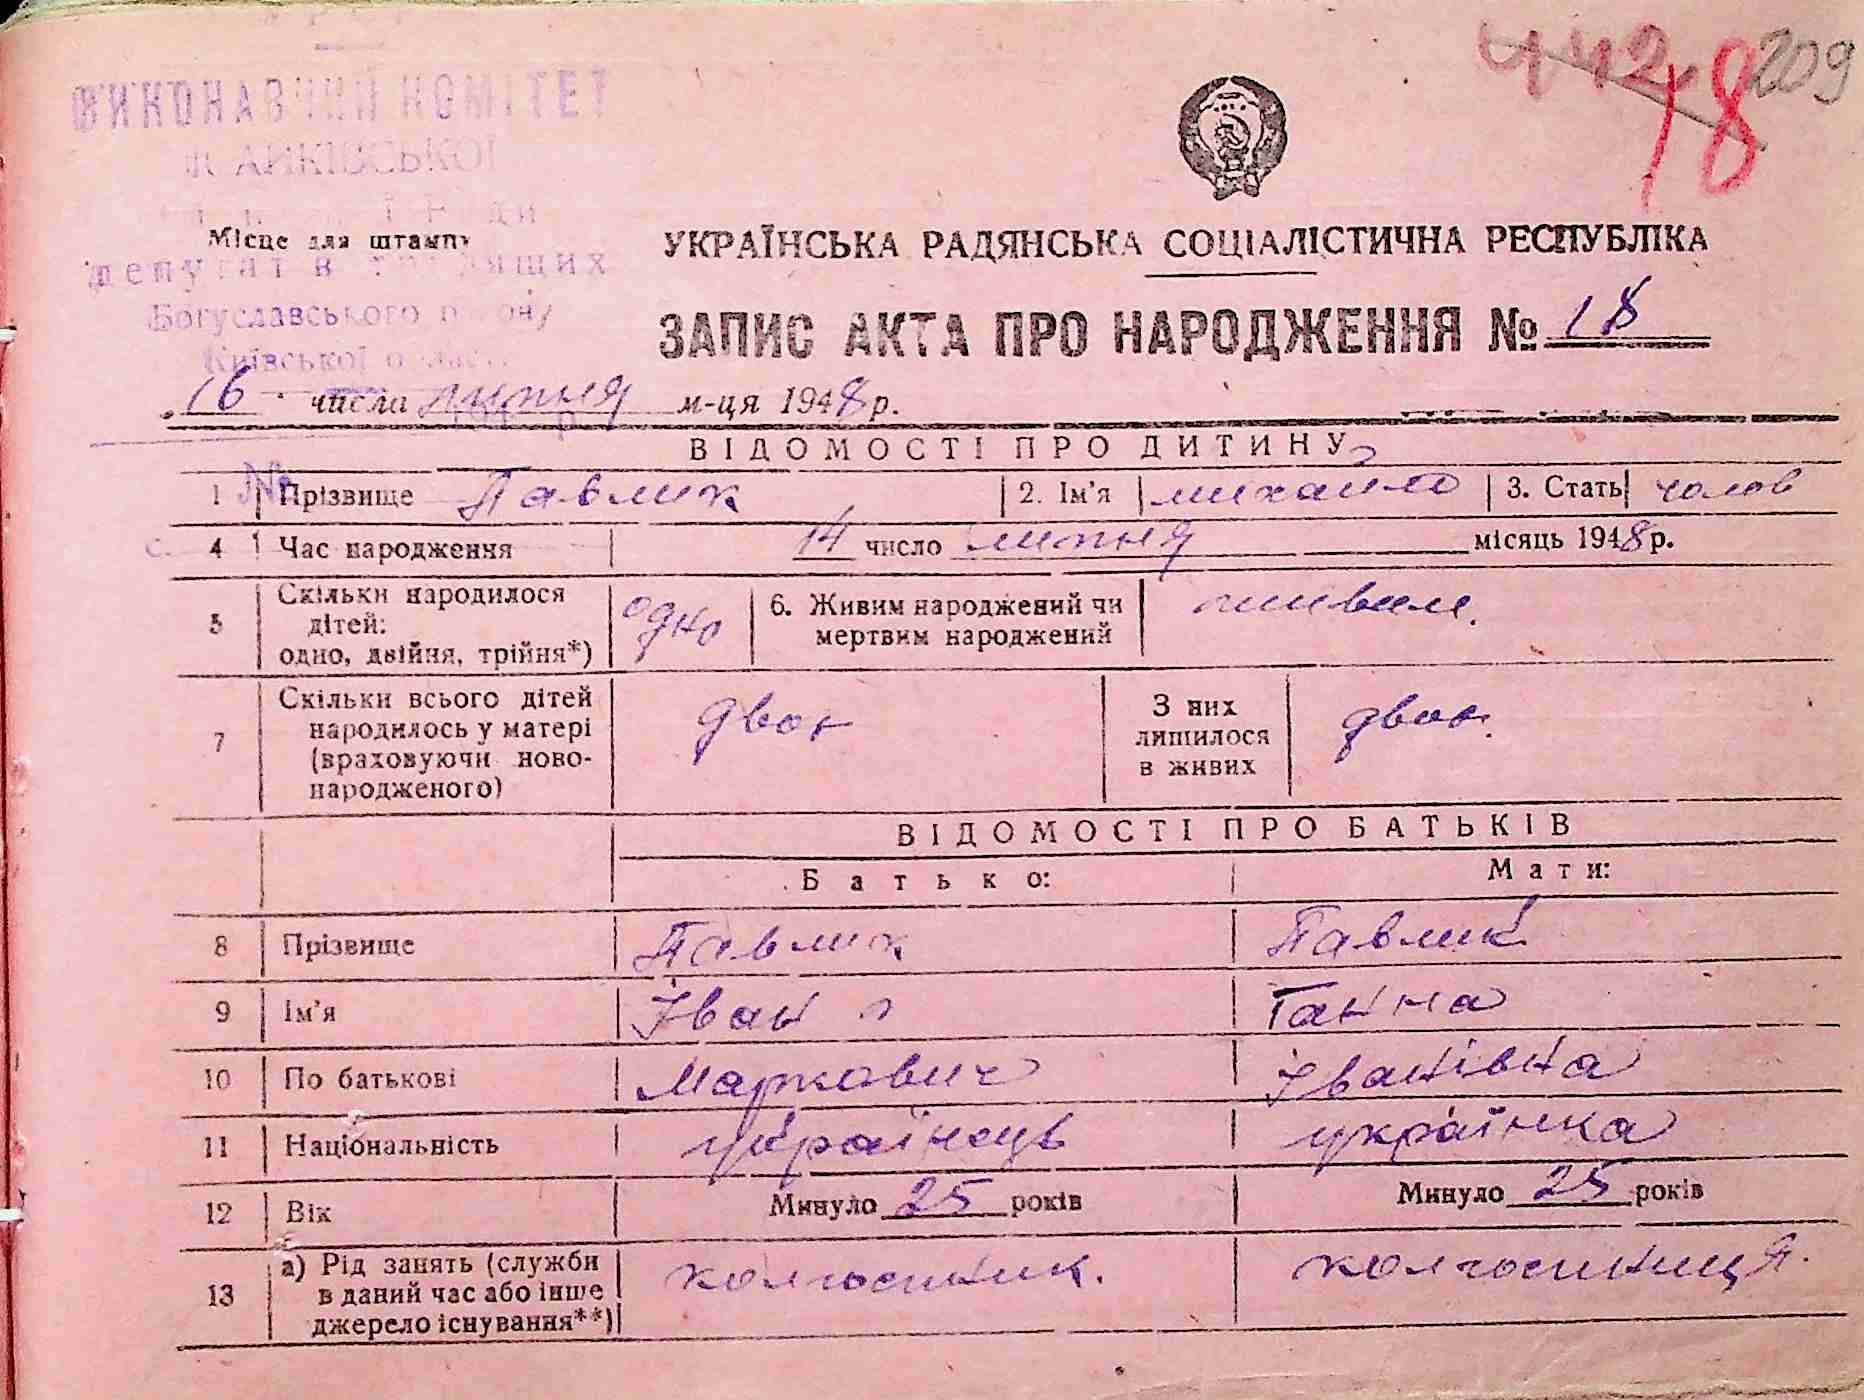 442 18 209
ВИКОНАВЧИЙ КОМІТЕТ
Місце для штампу
депутатів трудящих
Богуславського району
Київської області
УКРАЇНСЬКА РАДЯНСЬКА СОЦІАЛІСТИЧНА РЕСПУБЛІКА
ЗАПИС АКТА ПРО НАРОДЖЕННЯ № 18
16 числа липня м-ця 1948 р.
ВІДОМОСТІ ПРО ДИТИНУ
№
1 Прізвище Павлик 2. Ім'я михайло 3. Стать чолов
4 Час народження 14 число липня місяць 1948 р.
5 Скільки народилося дітей: одно, двійня, трійня*) одно 6. Живим народжений чи мертвим народжений живим.
7 Скільки всього дітей народилось у матері (враховуючи ново-народженого) двоє З них лишилося в живих двоє.
ВІДОМОСТІ ПРО БАТЬКІВ
Батько: Мати:
8 Прізвище Павлик Павлик
9 Ім'я Іван Ганна
10 По батькові Маркович Іванівна
11 Національність українець українка
12 Вік Минуло 25 років Минуло 25 років
13 а) Рід занять (служби в даний час або інше джерело існування**) колгоспник. колгоспниця.